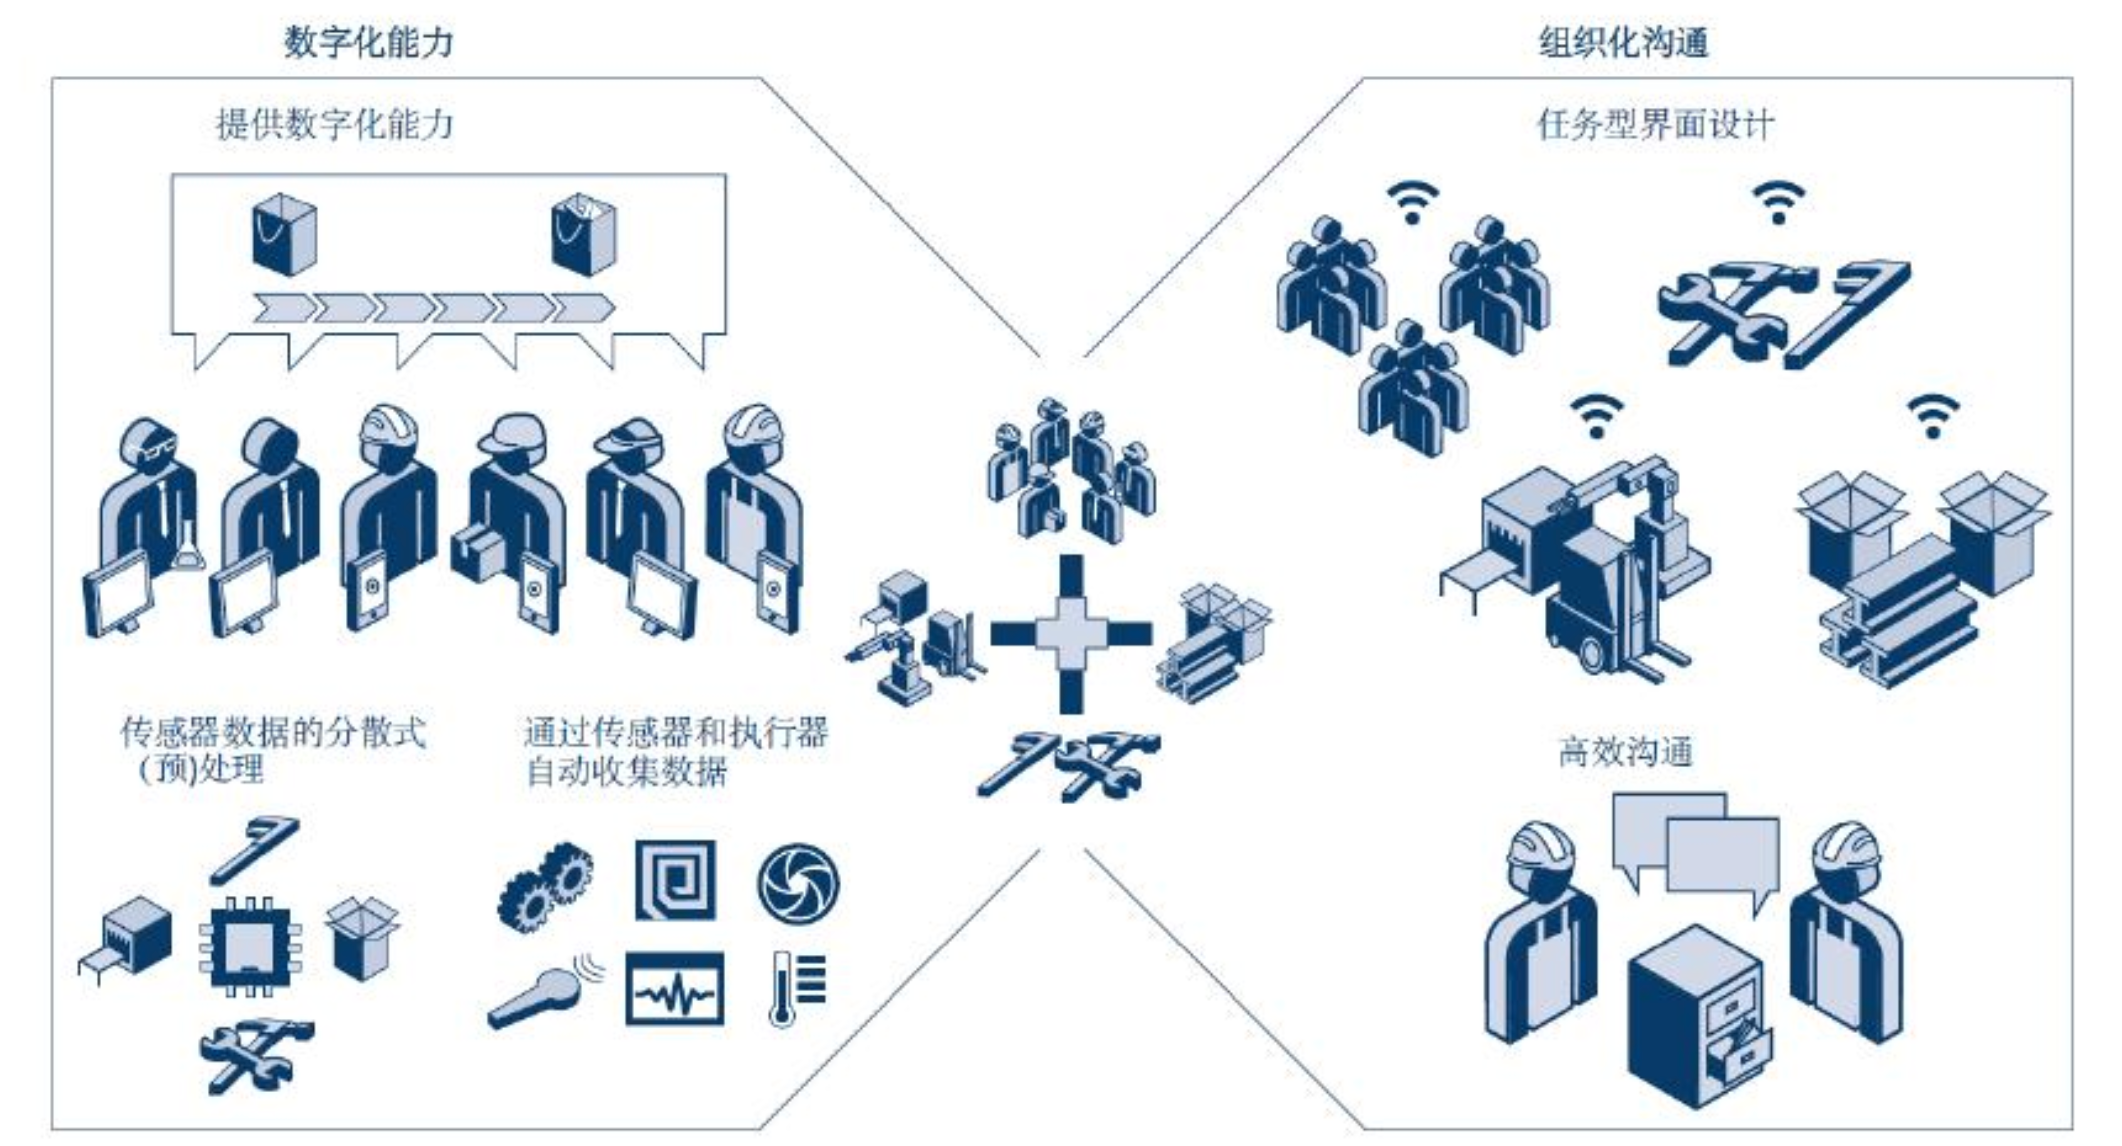 数字化能力
提供数字化能力
传感器数据的分散式
（预)处理
通过传感器和执行器
自动收集数据
组织化沟通
任务型界面设计
高效沟通